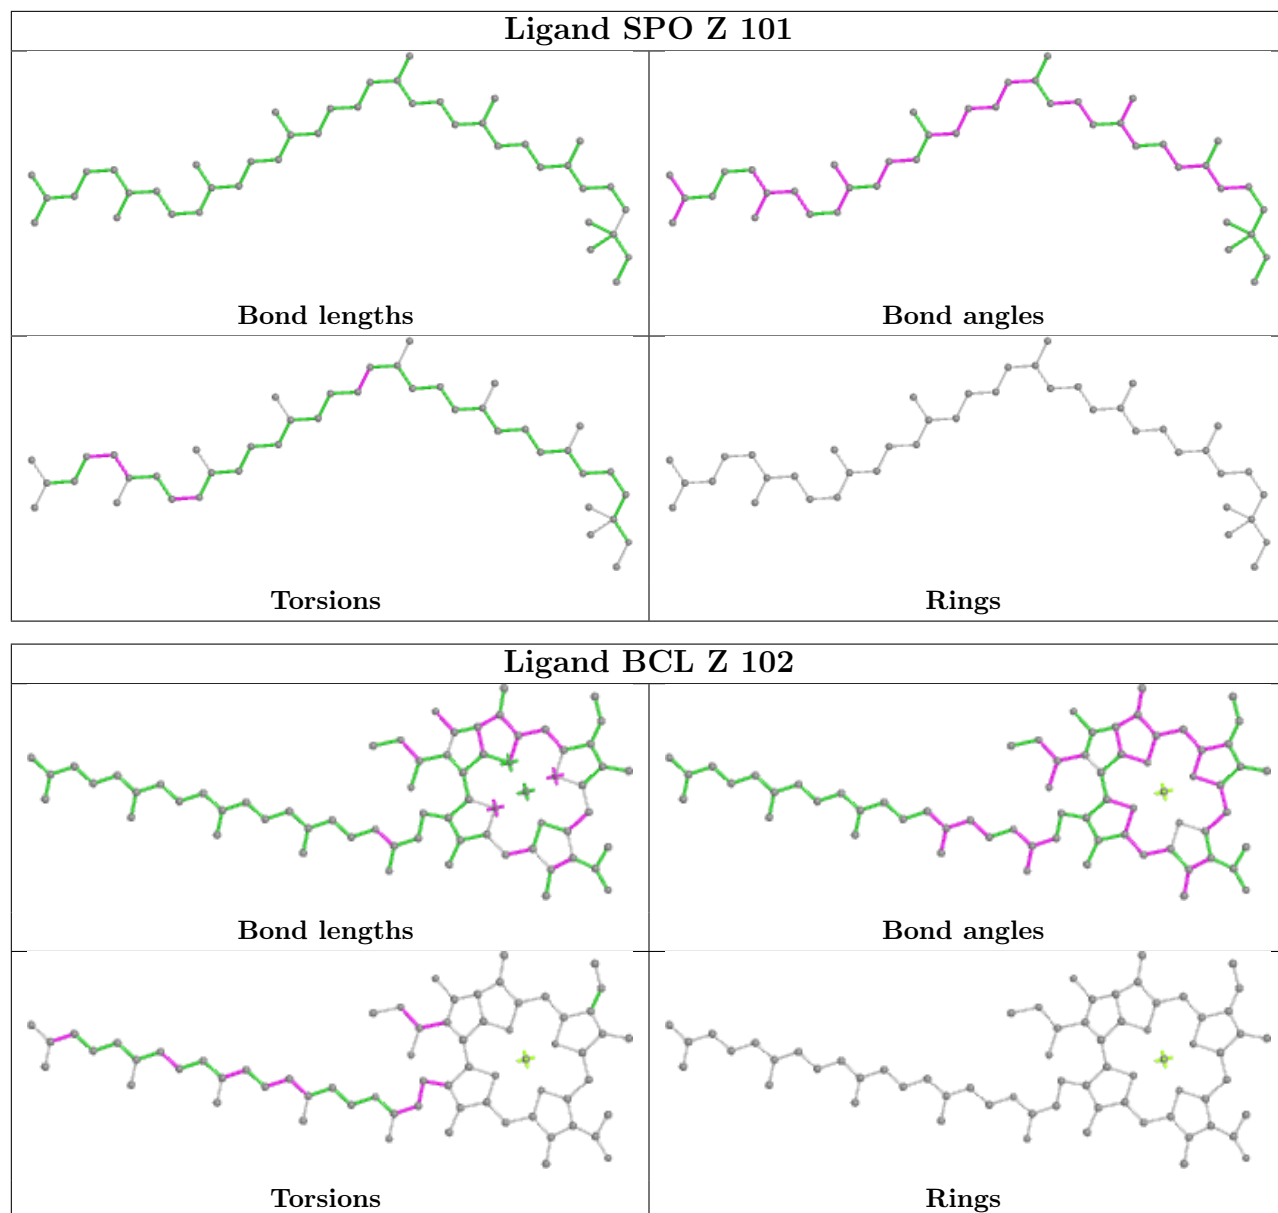 Ligand SPO Z 101
Bond lengths
Bond angles
Torsions
Rings
Ligand BCL Z 102
Bond lengths
Bond angles
Torsions
Rings